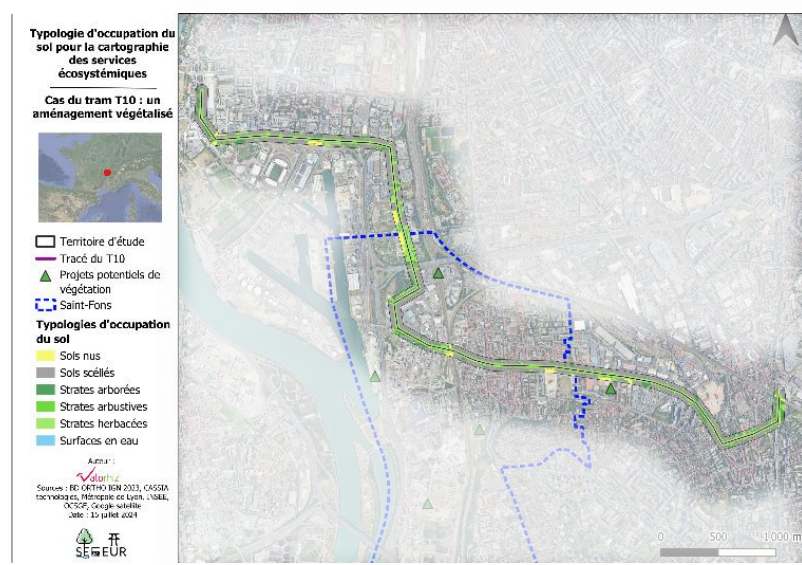 Typologie d'occupation du
sol pour la cartographie
des services
écosystémiques
Cas du tram T10 : un
aménagement végétalisé
Territoire d'étude
Tracé du T10
Projets potentiels de
végétation
Saint-Fons
Typologies d'occupation
du sol
Sols nus
Sols scéllés
Strates arborées
Strates arbustives
Strates herbacées
Surfaces en eau
Auteur :
Valorhiz
Sources : BD ORTHO IGN 2023, CASSIA
technologies, Métropole de Lyon, INSEE,
OCSGE, Google satellite
Date : 15 juillet 2024
0 500 1000 m